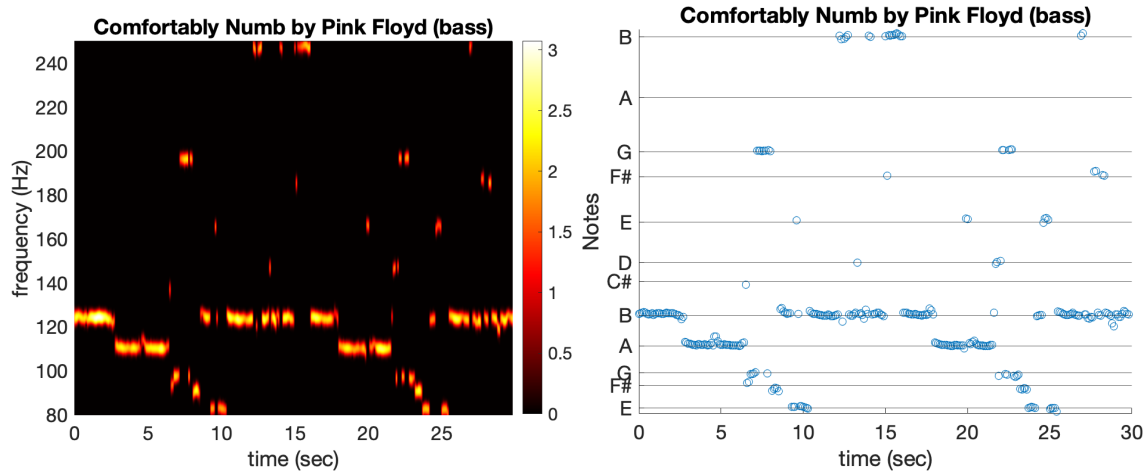 Comfortably Numb by Pink Floyd (bass)
frequency (Hz)
240
220
200
180
160
140
120
100
80
0 5 10 15 20 25
time (sec)
3
2.5
2
1.5
1
0.5
0
Comfortably Numb by Pink Floyd (bass)
Notes
B
A
G
F#
E
D
C#
B
A
G
F#
E
0 5 10 15 20 25 30
time (sec)